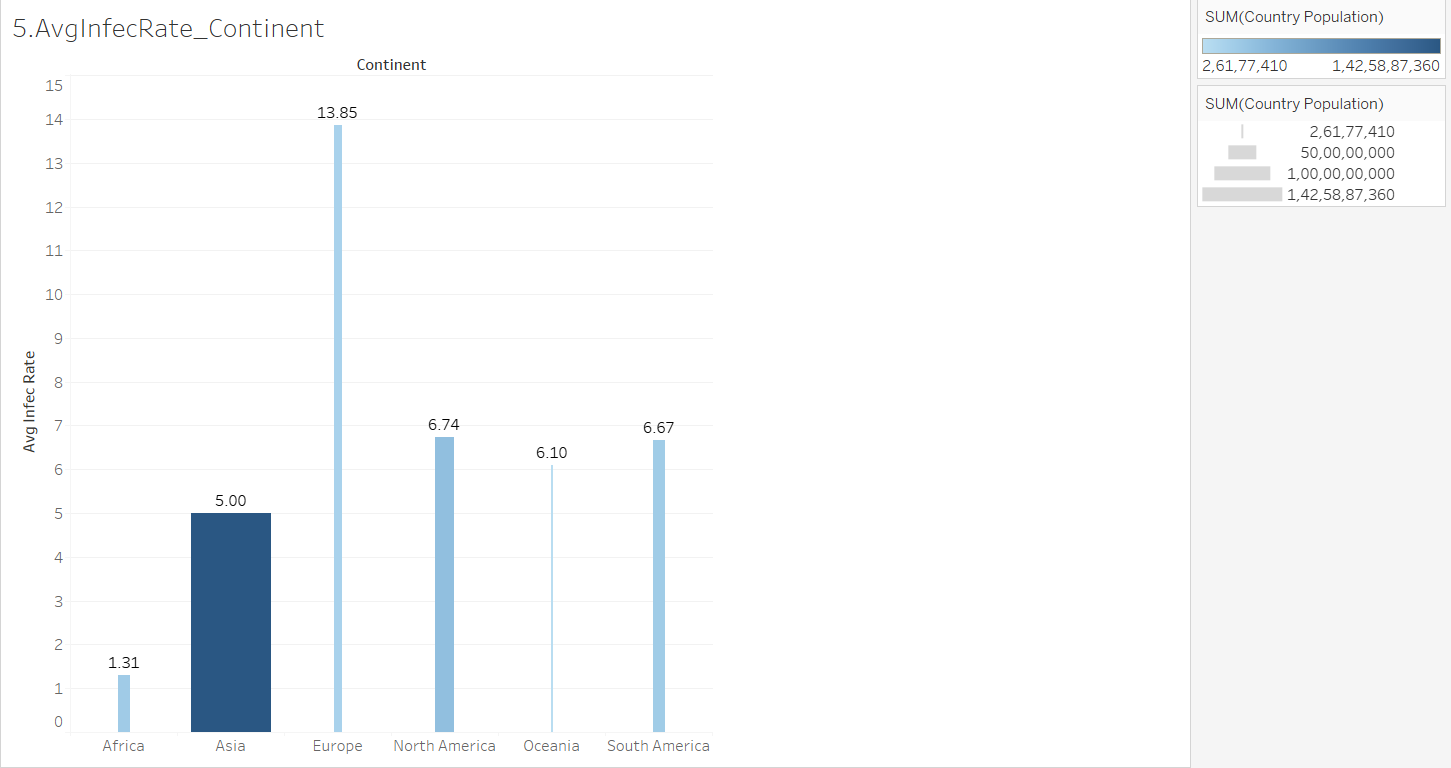 5.AvgInfecRate_Continent
Continent
15
14
13
12
11
10
9
8
7
6
5
4
3
2
1
0
Avg Infec Rate
1.31
5.00
13.85
6.74
6.10
6.67
Africa
Asia
Europe
North America
Oceania
South America
SUM(Country Population)
2,61,77,410 1,42,58,87,360
SUM(Country Population)
2,61,77,410
50,00,00,000
1,00,00,00,000
1,42,58,87,360